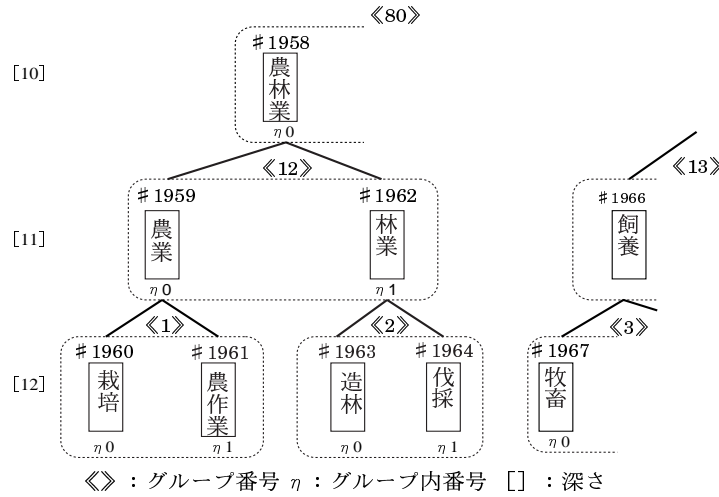 《80》
♯1958
[10]
農林業
η0
《12》
《13》
♯1959
♯1962
♯1966
[11]
農業
林業
飼養
η0
η1
《1》
《2》
《3》
♯1960
♯1961
♯1963
♯1964
♯1967
[12]
栽培
農作業
造林
伐採
牧畜
η0
η1
η0
η1
η0
《》：グループ番号 η：グループ内番号 []：深さ